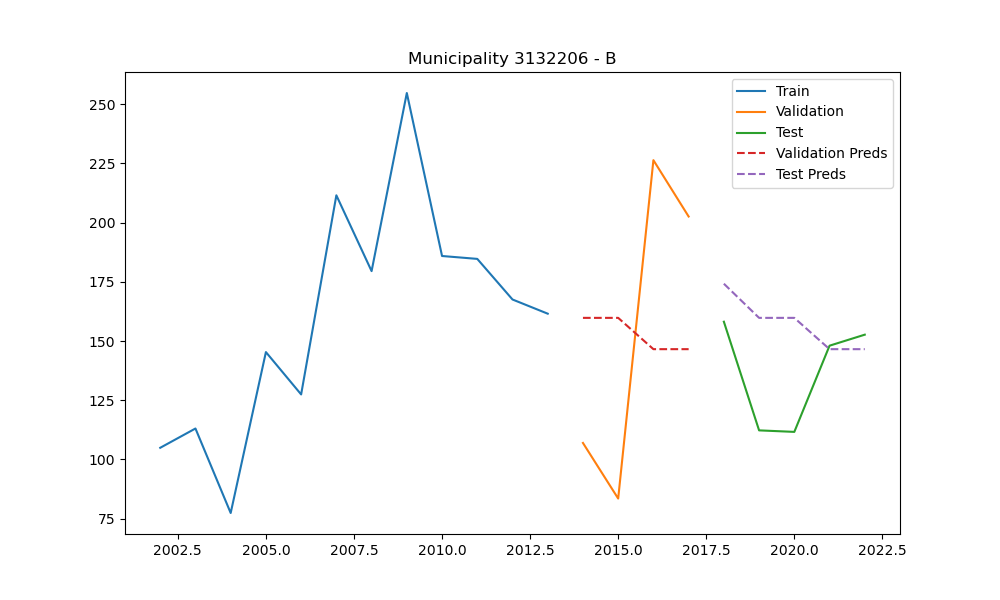 Municipality 3132206 - B
Train
Validation
Test
Validation Preds
Test Preds
250
225
200
175
150
125
100
75
2002.5 2005.0 2007.5 2010.0 2012.5 2015.0 2017.5 2020.0 2022.5